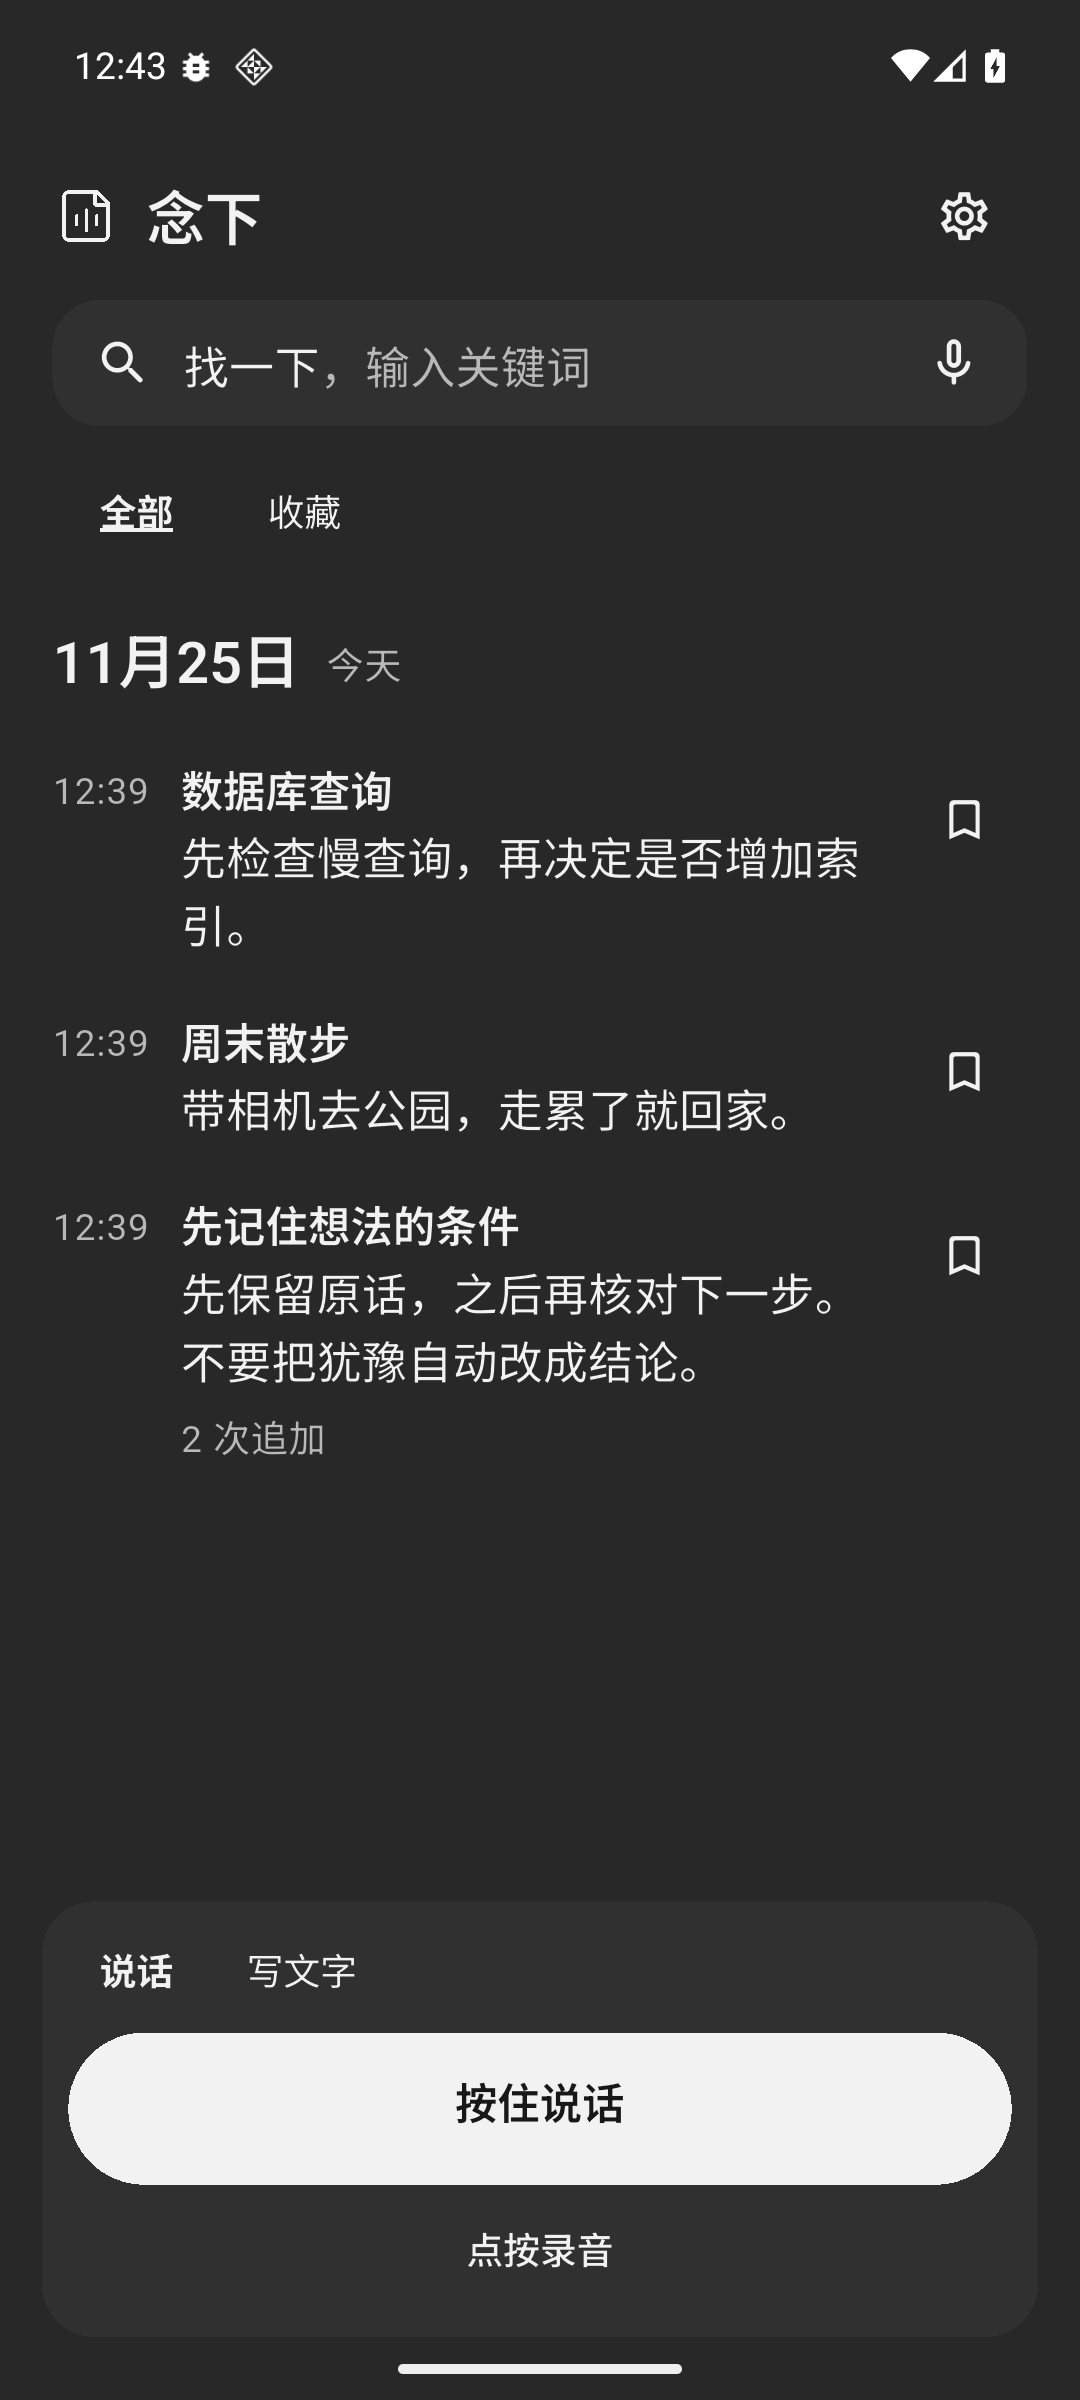 12:43
念下
找一下，输入关键词
全部 收藏
11月25日 今天
12:39 数据库查询
先检查慢查询，再决定是否增加索
引。
12:39 周末散步
带相机去公园，走累了就回家。
12:39 先记住想法的条件
先保留原话，之后再核对下一步。
不要把犹豫自动改成结论。
2 次追加
说话 写文字
按住说话
点按录音